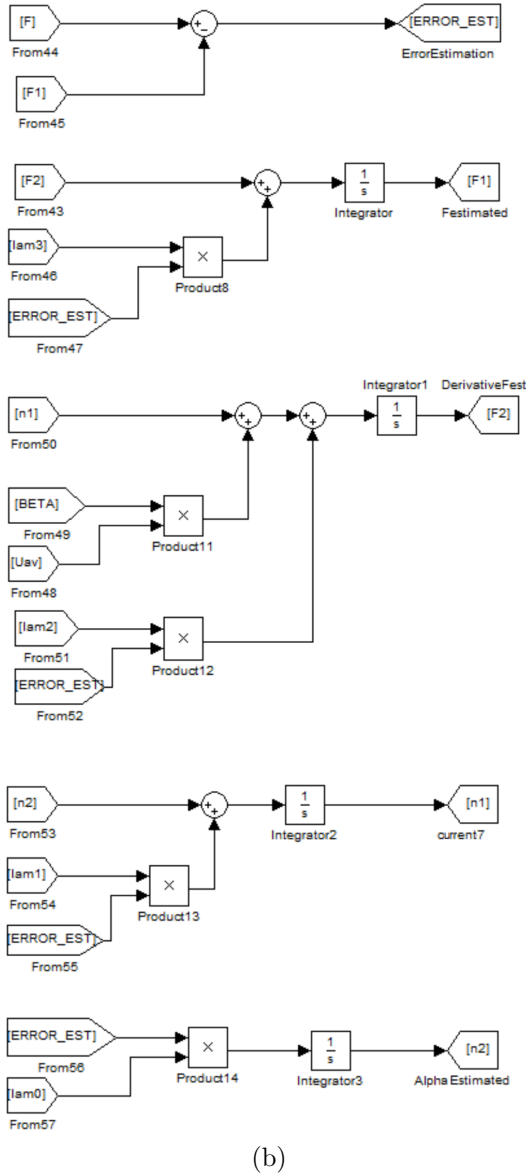 [F]
From44
[ERROR_EST]
ErrorEstimation
[F1]
From45
[F2]
From43
1
s
Integrator
[F1]
Festimated
[lam3]
From46
Product8
[ERROR_EST]
From47
[n1]
From50
Integrator1
1
s
DerivativeFest
[F2]
[BETA]
From49
Product11
[Uav]
From48
[lam2]
From51
Product12
[ERROR_EST]
From52
[n2]
From53
1
s
Integrator2
[n1]
current7
[lam1]
From54
Product13
[ERROR_EST]
From55
[ERROR_EST]
From56
Product14
1
s
Integrator3
[n2]
Alpha Estimated
[lam0]
From57
(b)